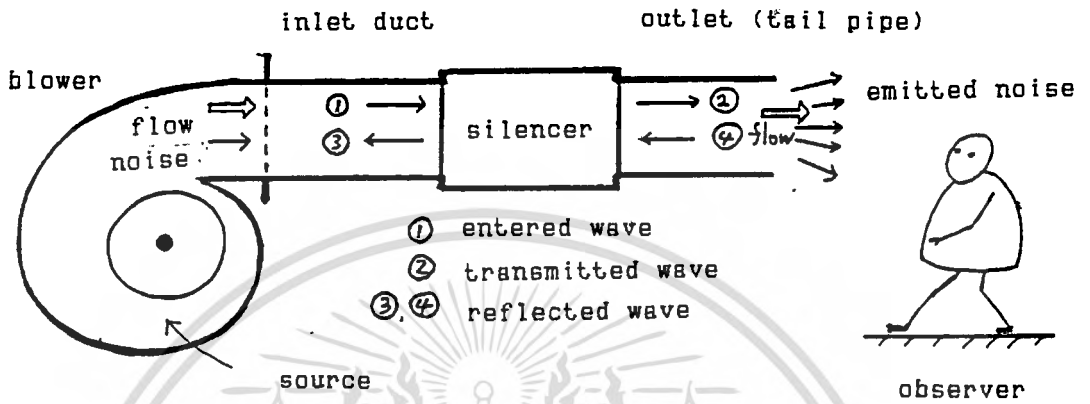 inlet duct
outlet (tail pipe)
blower
emitted noise
① →
→ ②
flow
noise
③ ←
silencer
← ④ flow
① entered wave
② transmitted wave
③, ④ reflected wave
source
observer